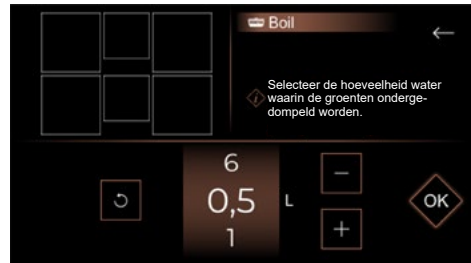 Boil
Selecteer de hoeveelheid water
waarin de groenten onderge-
dompeld worden.
6
0,5 L
1
OK